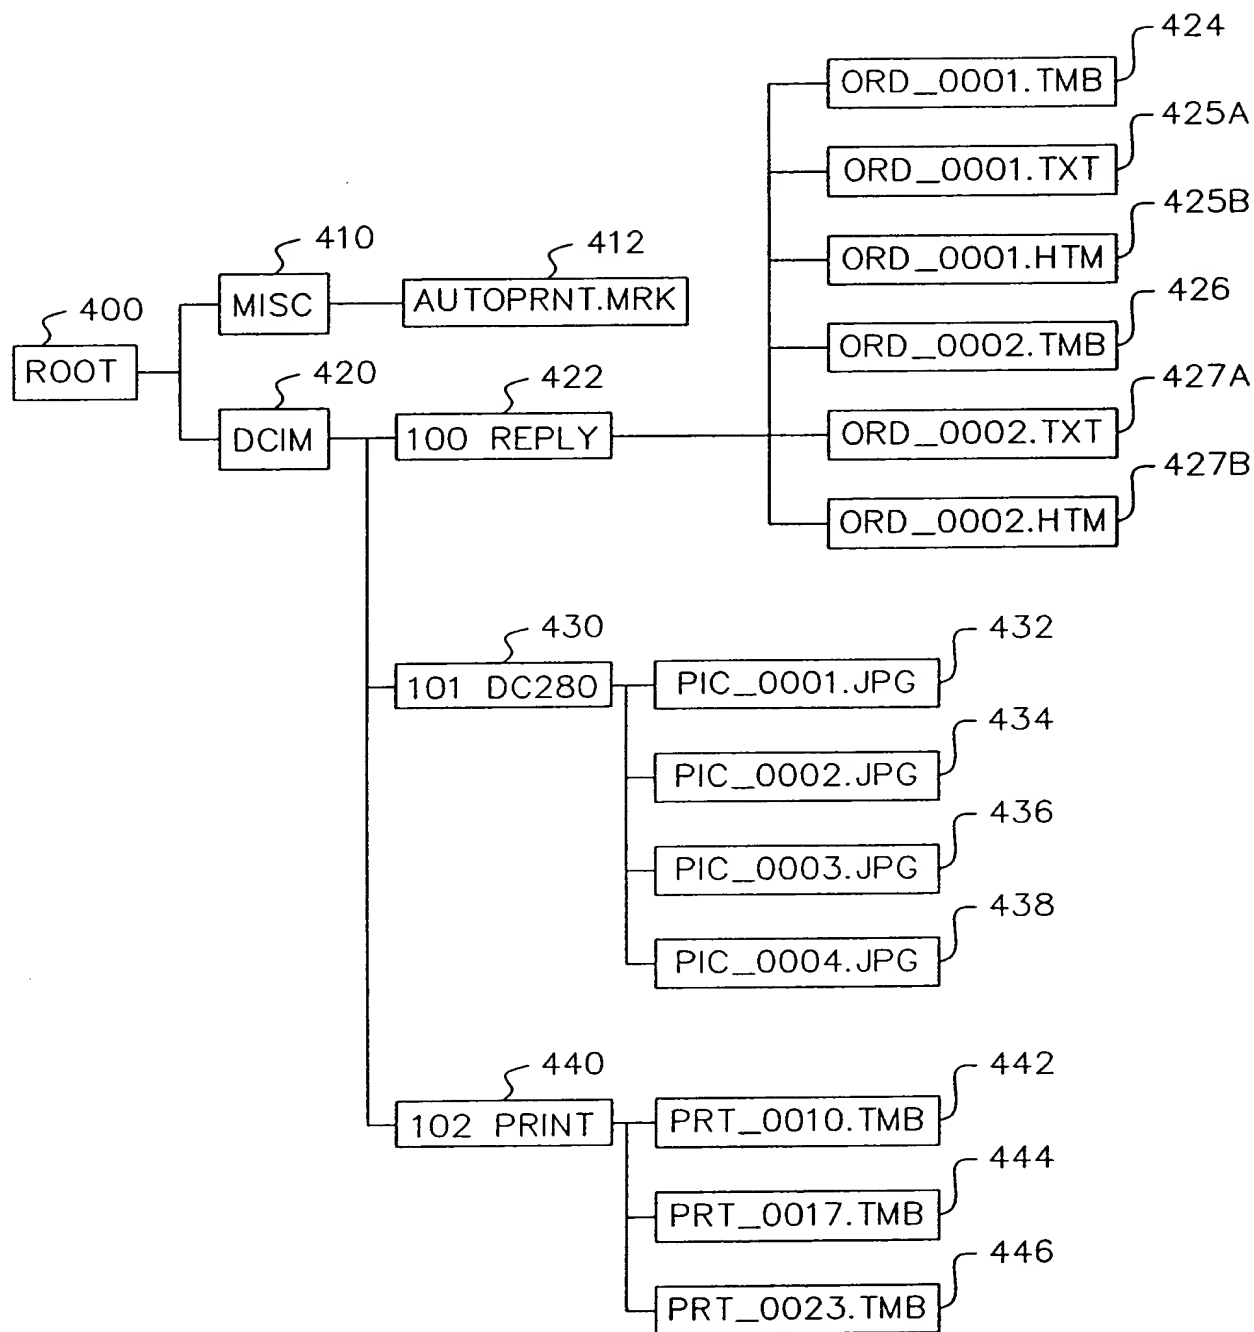 424
ORD_0001.TMB
425A
ORD_0001.TXT
425B
410
412
ORD_0001.HTM
MISC
AUTOPRNT.MRK
400
426
ROOT
ORD_0002.TMB
420
422
427A
DCIM
100 REPLY
ORD_0002.TXT
427B
ORD_0002.HTM
430
432
101 DC280
PIC_0001.JPG
434
PIC_0002.JPG
436
PIC_0003.JPG
438
PIC_0004.JPG
440
442
102 PRINT
PRT_0010.TMB
444
PRT_0017.TMB
446
PRT_0023.TMB